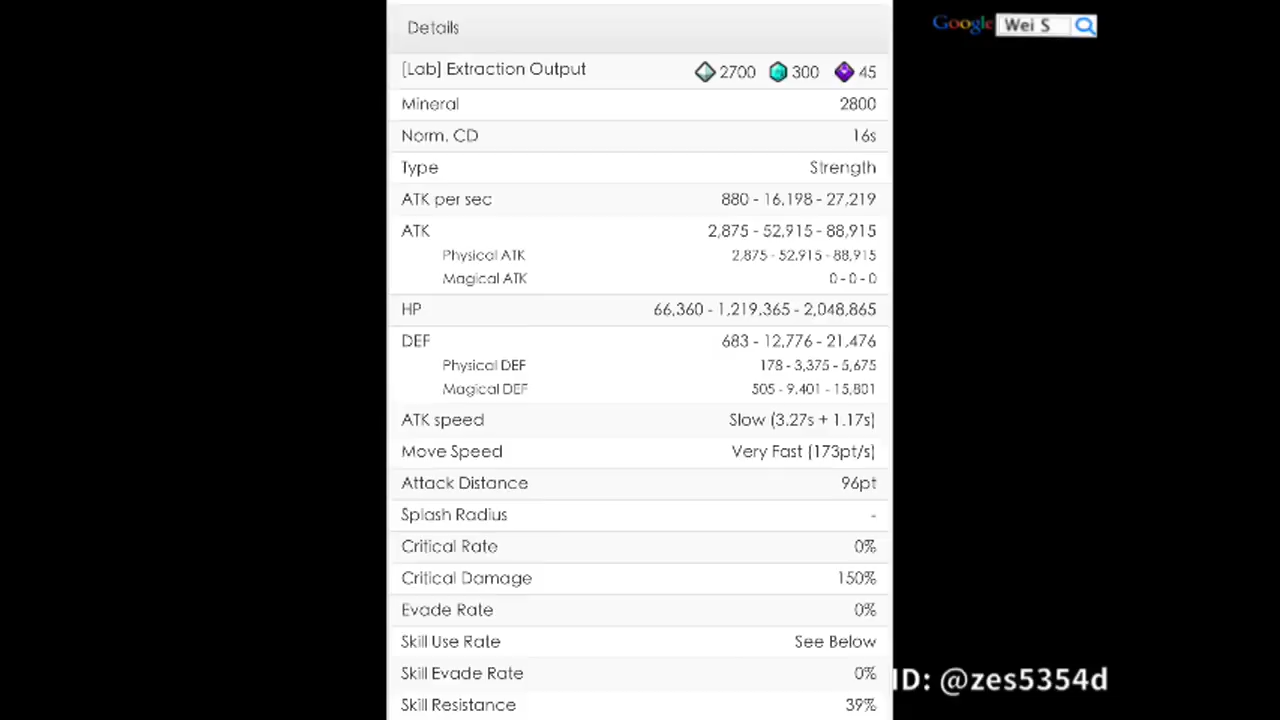 Details
[Lab] Extraction Output 2700 300 45
Mineral 2800
Norm. CD 16s
Type Strength
ATK per sec 880 - 16,198 - 27,219
ATK 2,875 - 52,915 - 88,915
Physical ATK 2,875 - 52,915 - 88,915
Magical ATK 0 - 0 - 0
HP 66,360 - 1,219,365 - 2,048,865
DEF 683 - 12,776 - 21,476
Physical DEF 178 - 3,375 - 5,675
Magical DEF 505 - 9,401 - 15,801
ATK speed Slow (3.27s + 1.17s)
Move Speed Very Fast (173pt/s)
Attack Distance 96pt
Splash Radius -
Critical Rate 0%
Critical Damage 150%
Evade Rate 0%
Skill Use Rate See Below
Skill Evade Rate 0%
Skill Resistance 39%
Google Wei S
ID: @zes5354d